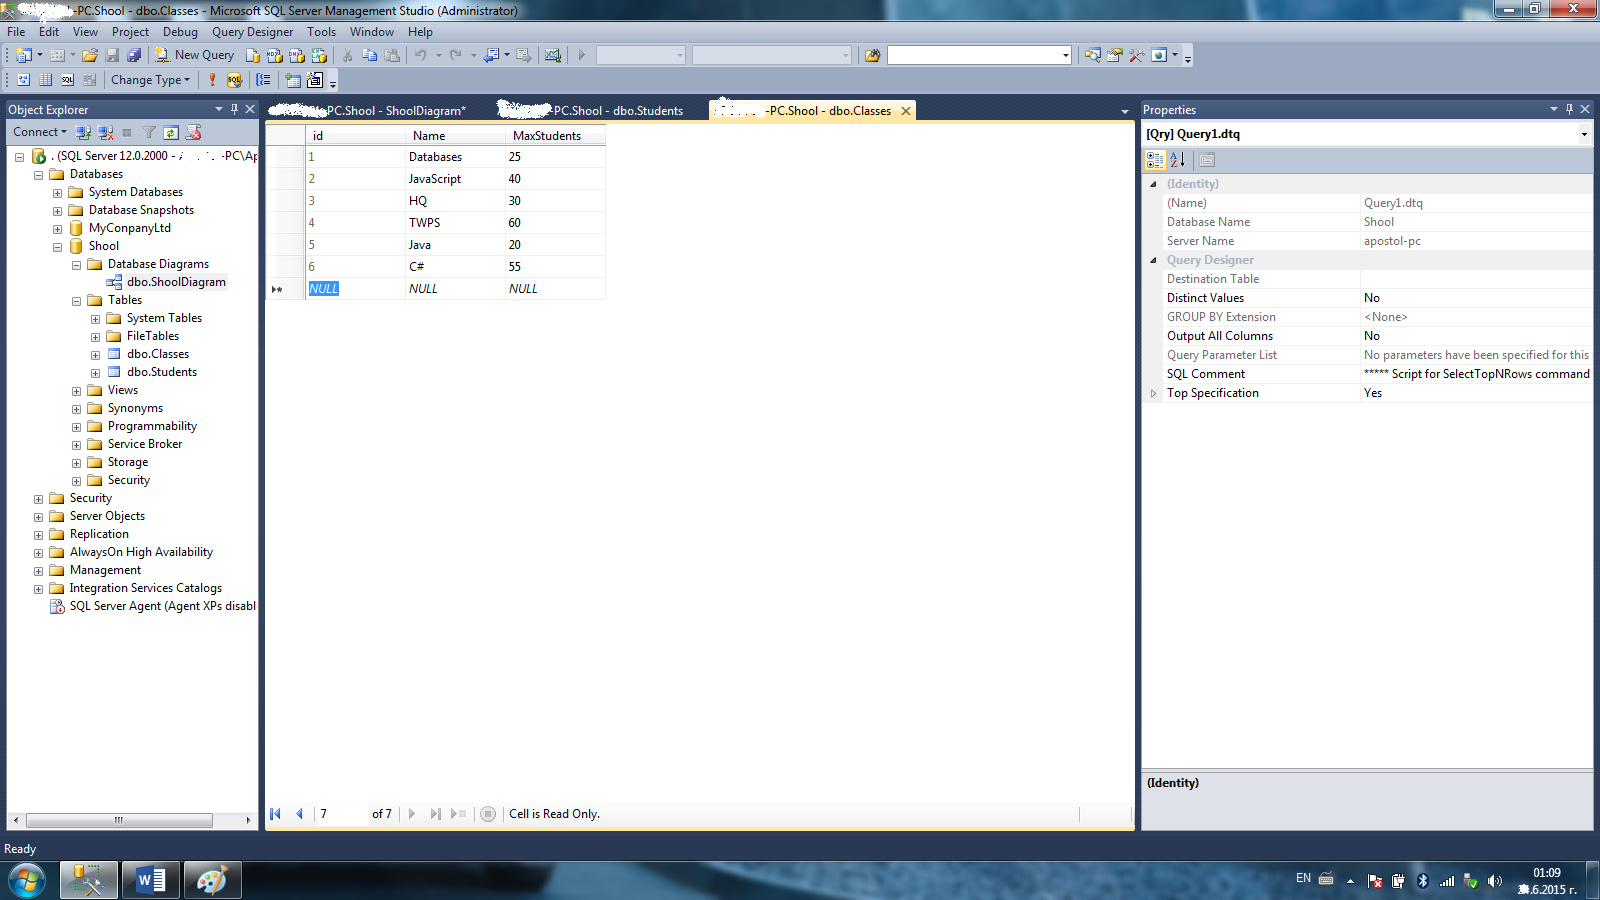 -PC.Shool - dbo.Classes - Microsoft SQL Server Management Studio (Administrator)
File Edit View Project Debug Query Designer Tools Window Help
New Query
Change Type
Object Explorer
Connect
. (SQL Server 12.0.2000 - -PC\Ap
Databases
System Databases
Database Snapshots
MyConpanyLtd
Shool
Database Diagrams
dbo.ShoolDiagram
Tables
System Tables
FileTables
dbo.Classes
dbo.Students
Views
Synonyms
Programmability
Service Broker
Storage
Security
Security
Server Objects
Replication
AlwaysOn High Availability
Management
Integration Services Catalogs
SQL Server Agent (Agent XPs disabl
-PC.Shool - ShoolDiagram* -PC.Shool - dbo.Students -PC.Shool - dbo.Classes
id Name MaxStudents
1 Databases 25
2 JavaScript 40
3 HQ 30
4 TWPS 60
5 Java 20
6 C# 55
NULL NULL NULL
7 of 7 Cell is Read Only.
Properties
[Qry] Query1.dtq
(Identity)
(Name) Query1.dtq
Database Name Shool
Server Name apostol-pc
Query Designer
Destination Table
Distinct Values No
GROUP BY Extension <None>
Output All Columns No
Query Parameter List No parameters have been specified for this
SQL Comment ***** Script for SelectTopNRows command
Top Specification Yes
(Identity)
Ready
EN
01:09
.6.2015 г.